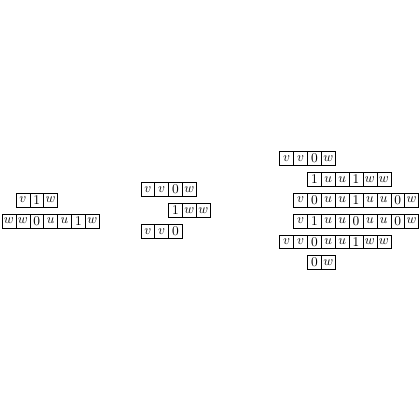 v 1 w
w w 0 u u 1 w
v v 0 w
1 w w
v v 0
v v 0 w
1 u u 1 w w
v 0 u u 1 u u 0 w
v 1 u u 0 u u 0 w
v v 0 u u 1 w w
0 w